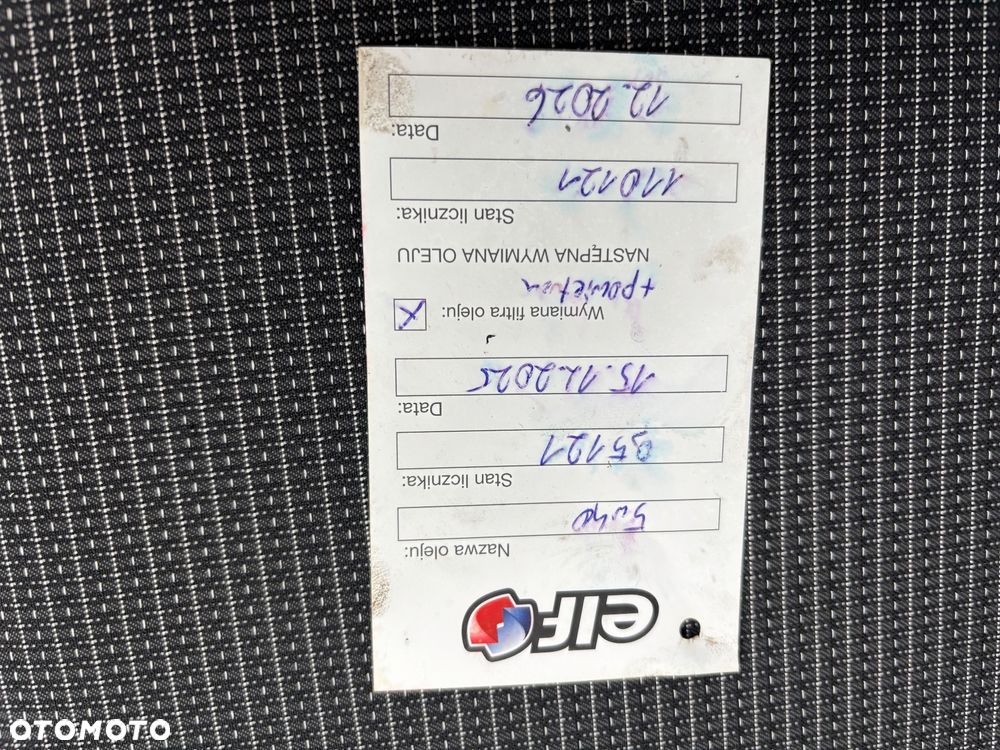 elf
Nazwa oleju:
5w40
Stan licznika:
95121
Data:
15.12.2025
Wymiana filtra oleju: X
+powietrza
NASTĘPNA WYMIANA OLEJU
Stan licznika:
110121
Data:
12.2026
OTOMOTO